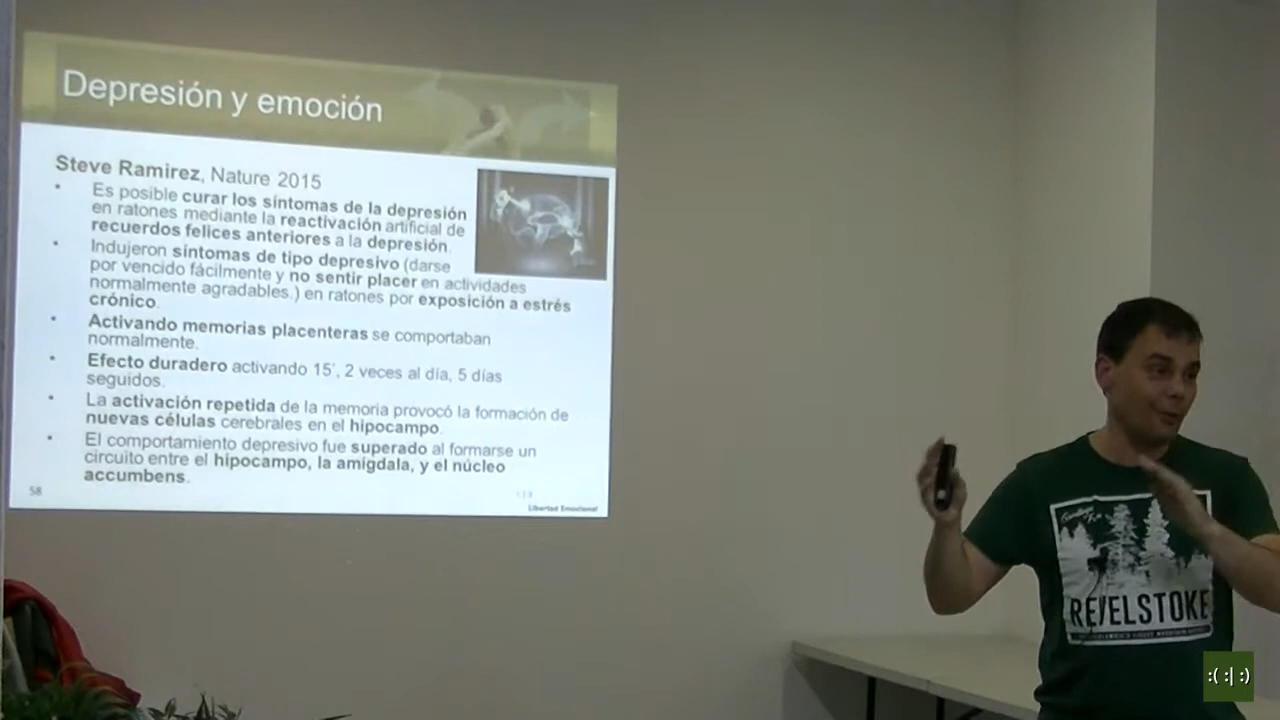 Depresión y emoción
Steve Ramirez, Nature 2015
• Es posible curar los síntomas de la depresión
en ratones mediante la reactivación artificial de
recuerdos felices anteriores a la depresión.
• Indujeron síntomas de tipo depresivo (darse
por vencido fácilmente y no sentir placer en actividades
normalmente agradables.) en ratones por exposición a estrés
crónico.
• Activando memorias placenteras se comportaban
normalmente.
• Efecto duradero activando 15’, 2 veces al día, 5 días
seguidos.
• La activación repetida de la memoria provocó la formación de
nuevas células cerebrales en el hipocampo.
• El comportamiento depresivo fue superado al formarse un
circuito entre el hipocampo, la amígdala, y el núcleo
accumbens.
58
Libertad Emocional
REVELSTOKE
:( :| :)